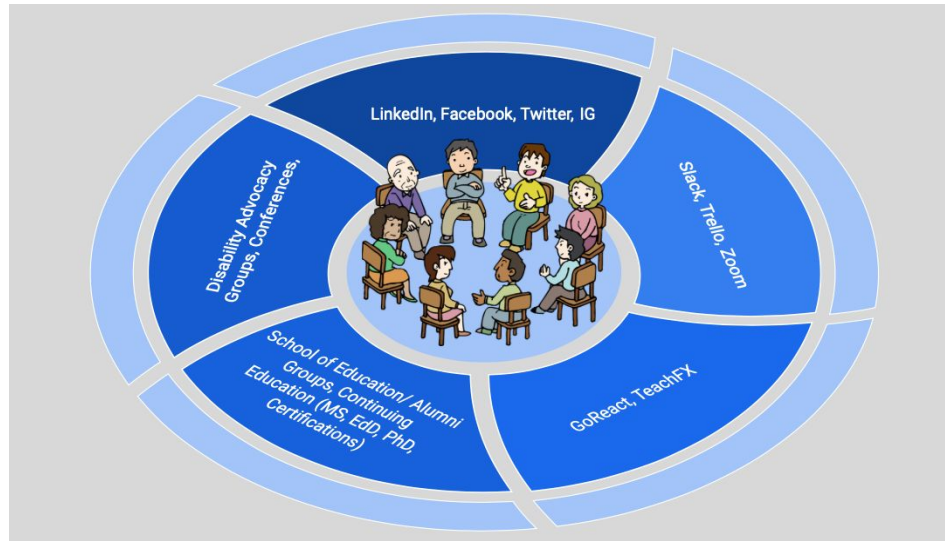 LinkedIn, Facebook, Twitter, IG
Slack, Trello, Zoom
GoReact, TeachFX
School of Education/ Alumni
Groups, Continuing
Education (MS, EdD, PhD,
Certifications)
Disability Advocacy
Groups, Conferences,